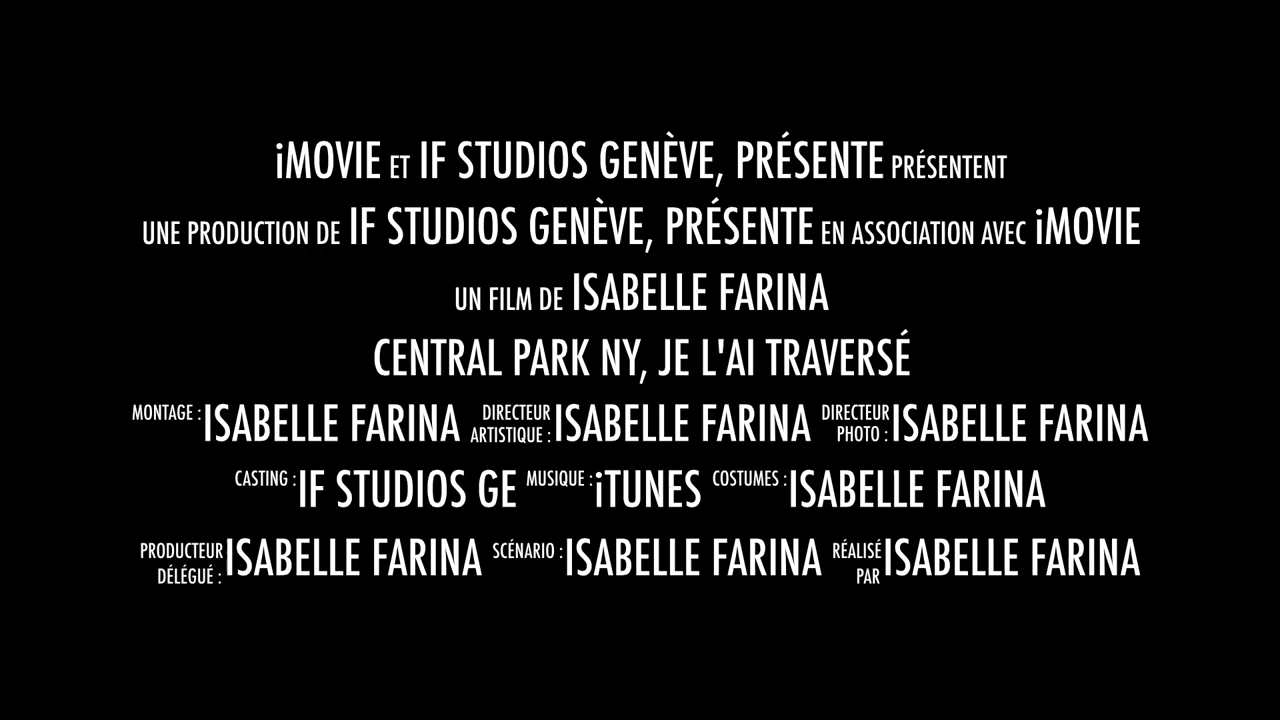 iMOVIE ET IF STUDIOS GENÈVE, PRÉSENTE PRÉSENTENT
UNE PRODUCTION DE IF STUDIOS GENÈVE, PRÉSENTE EN ASSOCIATION AVEC iMOVIE
UN FILM DE ISABELLE FARINA
CENTRAL PARK NY, JE L'AI TRAVERSÉ
MONTAGE : ISABELLE FARINA DIRECTEUR ARTISTIQUE : ISABELLE FARINA DIRECTEUR PHOTO : ISABELLE FARINA
CASTING : IF STUDIOS GE MUSIQUE : iTUNES COSTUMES : ISABELLE FARINA
PRODUCTEUR DÉLÉGUÉ : ISABELLE FARINA SCÉNARIO : ISABELLE FARINA RÉALISÉ PAR ISABELLE FARINA